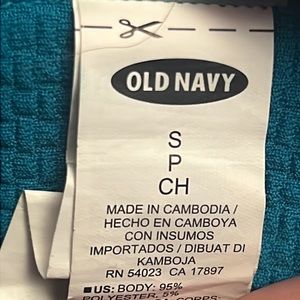 OLD NAVY
S
P
CH
MADE IN CAMBODIA /
HECHO EN CAMBOYA
CON INSUMOS
IMPORTADOS / DIBUAT DI
KAMBOJA
RN 54023 CA 17897
US: BODY: 95%
POLYESTER, 5%